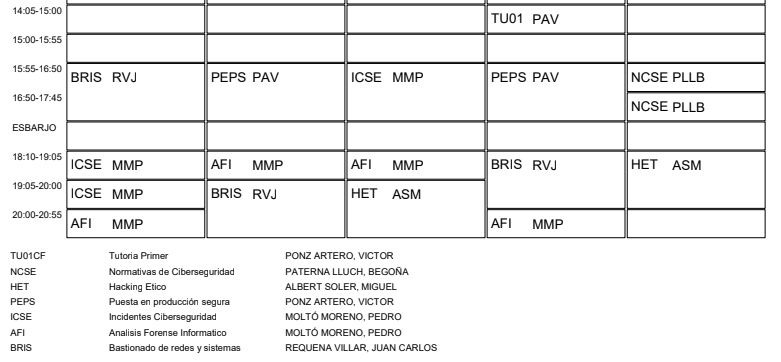 14:05-15:00 TU01 PAV
15:00-15:55
15:55-16:50 BRIS RVJ PEPS PAV ICSE MMP PEPS PAV NCSE PLLB
16:50-17:45 NCSE PLLB
ESBARJO
18:10-19:05 ICSE MMP AFI MMP AFI MMP BRIS RVJ HET ASM
19:05-20:00 ICSE MMP BRIS RVJ HET ASM
20:00-20:55 AFI MMP AFI MMP
TU01CF Tutoria Primer PONZ ARTERO, VICTOR
NCSE Normativas de Ciberseguridad PATERNA LLUCH, BEGOÑA
HET Hacking Etico ALBERT SOLER, MIGUEL
PEPS Puesta en producción segura PONZ ARTERO, VICTOR
ICSE Incidentes Ciberseguridad MOLTÓ MORENO, PEDRO
AFI Analisis Forense Informatico MOLTÓ MORENO, PEDRO
BRIS Bastionado de redes y sistemas REQUENA VILLAR, JUAN CARLOS